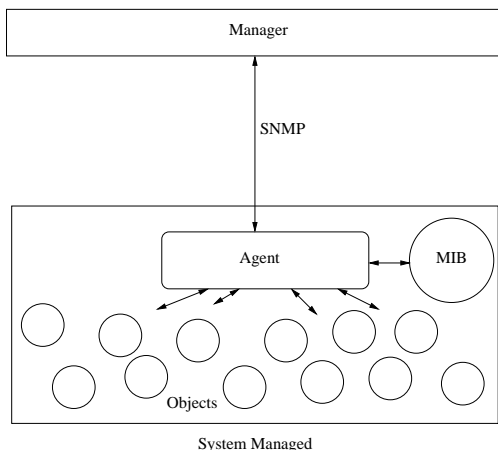 Manager
SNMP
Agent
MIB
Objects
System Managed